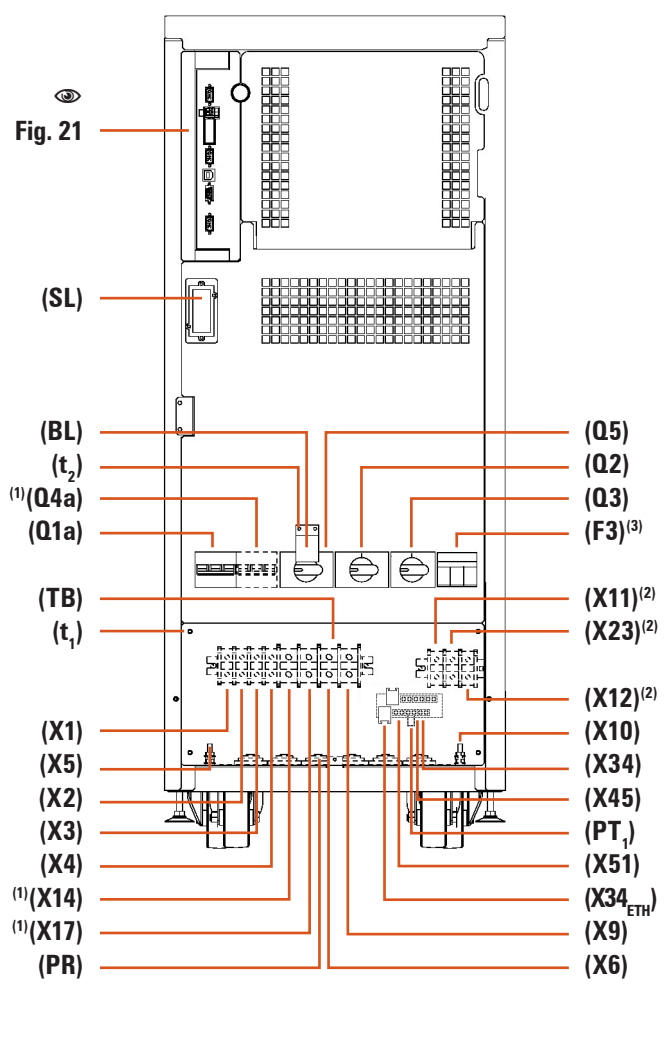 Fig. 21
(SL)
(BL)
(t2)
(1)(Q4a)
(Q1a)
(TB)
(t1)
(X1)
(X5)
(X2)
(X3)
(X4)
(1)(X14)
(1)(X17)
(PR)
(Q5)
(Q2)
(Q3)
(F3)(3)
(X11)(2)
(X23)(2)
(X12)(2)
(X10)
(X34)
(X45)
(PT1)
(X51)
(X34ETH)
(X9)
(X6)